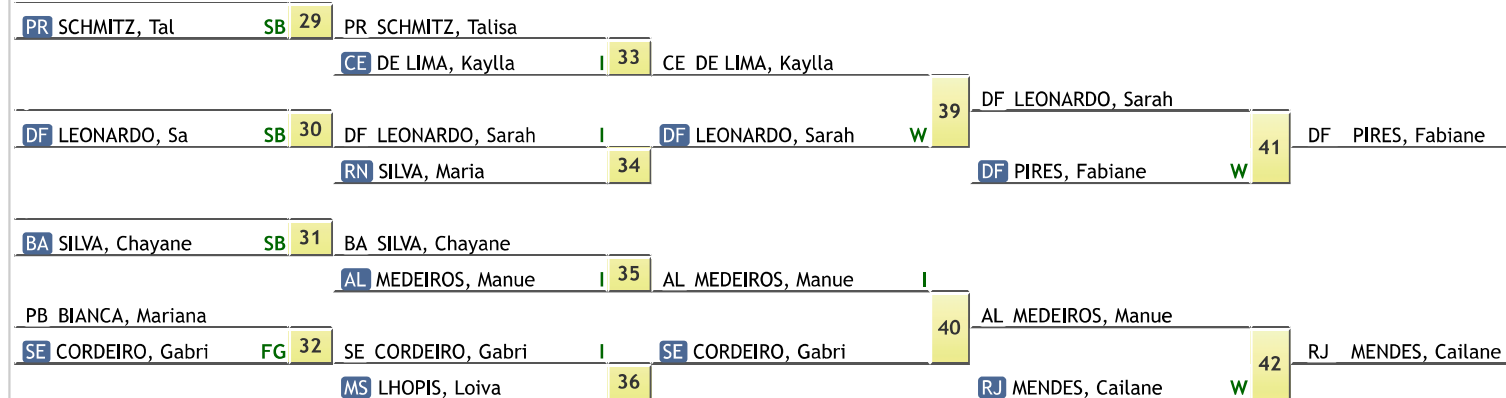 PR SCHMITZ, Tal SB 29 PR SCHMITZ, Talisa
CE DE LIMA, Kaylla I 33 CE DE LIMA, Kaylla
39 DF LEONARDO, Sarah
DF LEONARDO, Sa SB 30 DF LEONARDO, Sarah I DF LEONARDO, Sarah W 41 DF PIRES, Fabiane
RN SILVA, Maria 34 DF PIRES, Fabiane W
BA SILVA, Chayane SB 31 BA SILVA, Chayane
AL MEDEIROS, Manue I 35 AL MEDEIROS, Manue I
PB BIANCA, Mariana 40 AL MEDEIROS, Manue
SE CORDEIRO, Gabri FG 32 SE CORDEIRO, Gabri I SE CORDEIRO, Gabri 42 RJ MENDES, Cailane
MS LHOPIS, Loiva 36 RJ MENDES, Cailane W